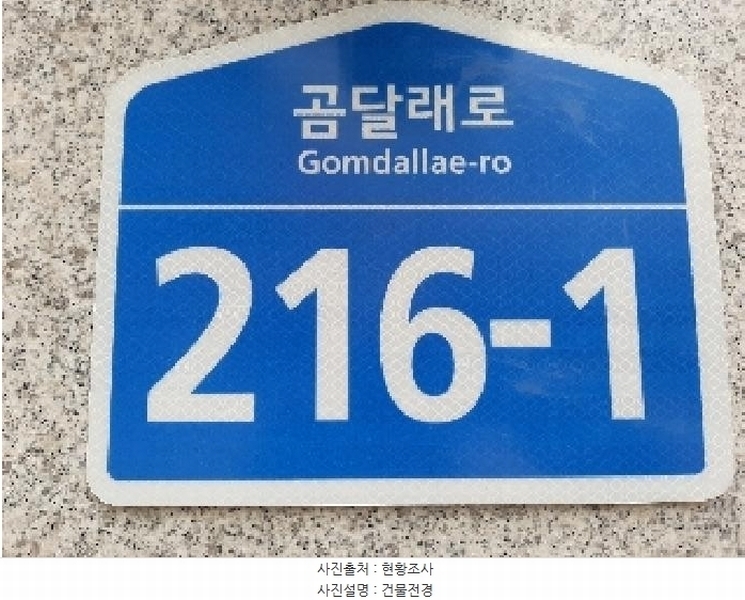 곰달래로
Gomdallae-ro
216-1
사진출처 : 현황조사
사진설명 : 건물전경